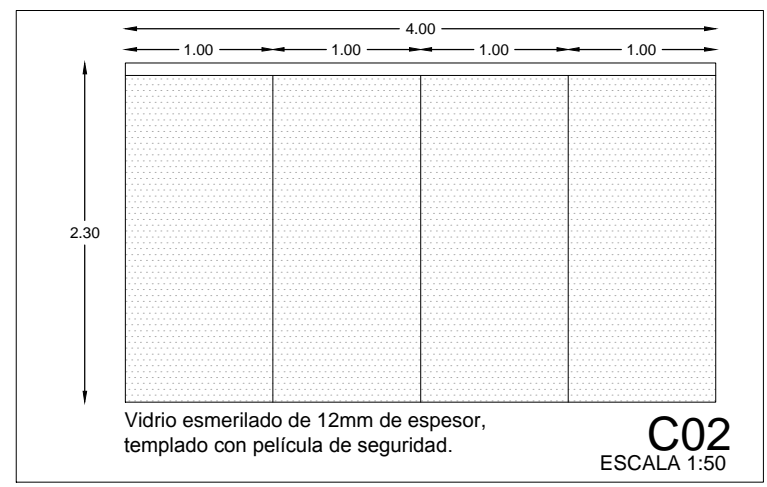 4.00
1.00 1.00 1.00 1.00
2.30
Vidrio esmerilado de 12mm de espesor,
templado con película de seguridad.
C02
ESCALA 1:50